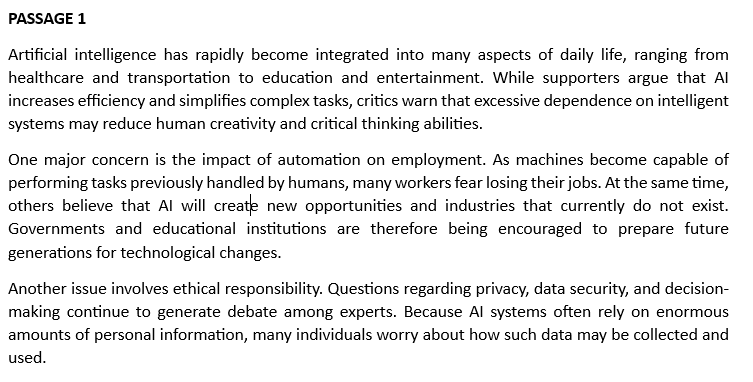 PASSAGE 1
Artificial intelligence has rapidly become integrated into many aspects of daily life, ranging from
healthcare and transportation to education and entertainment. While supporters argue that AI
increases efficiency and simplifies complex tasks, critics warn that excessive dependence on intelligent
systems may reduce human creativity and critical thinking abilities.
One major concern is the impact of automation on employment. As machines become capable of
performing tasks previously handled by humans, many workers fear losing their jobs. At the same time,
others believe that AI will create new opportunities and industries that currently do not exist.
Governments and educational institutions are therefore being encouraged to prepare future
generations for technological changes.
Another issue involves ethical responsibility. Questions regarding privacy, data security, and decision-
making continue to generate debate among experts. Because AI systems often rely on enormous
amounts of personal information, many individuals worry about how such data may be collected and
used.